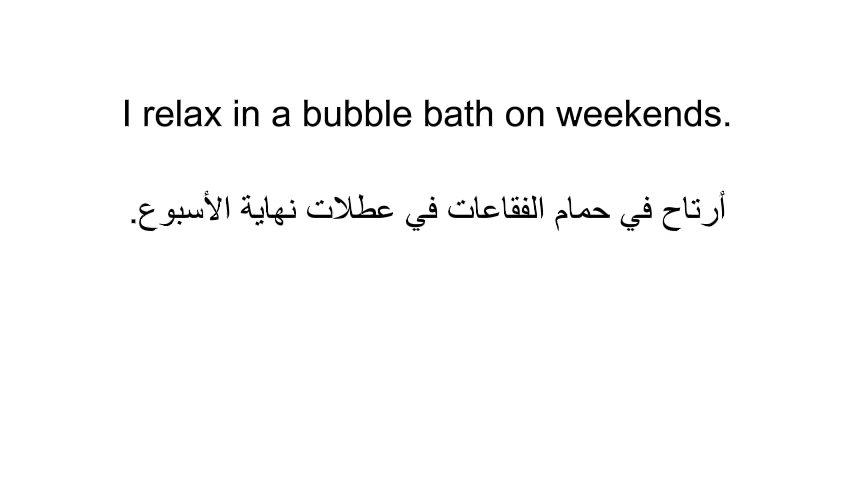 I relax in a bubble bath on weekends.
أرتاح في حمام الفقاعات في عطلات نهاية الأسبوع.